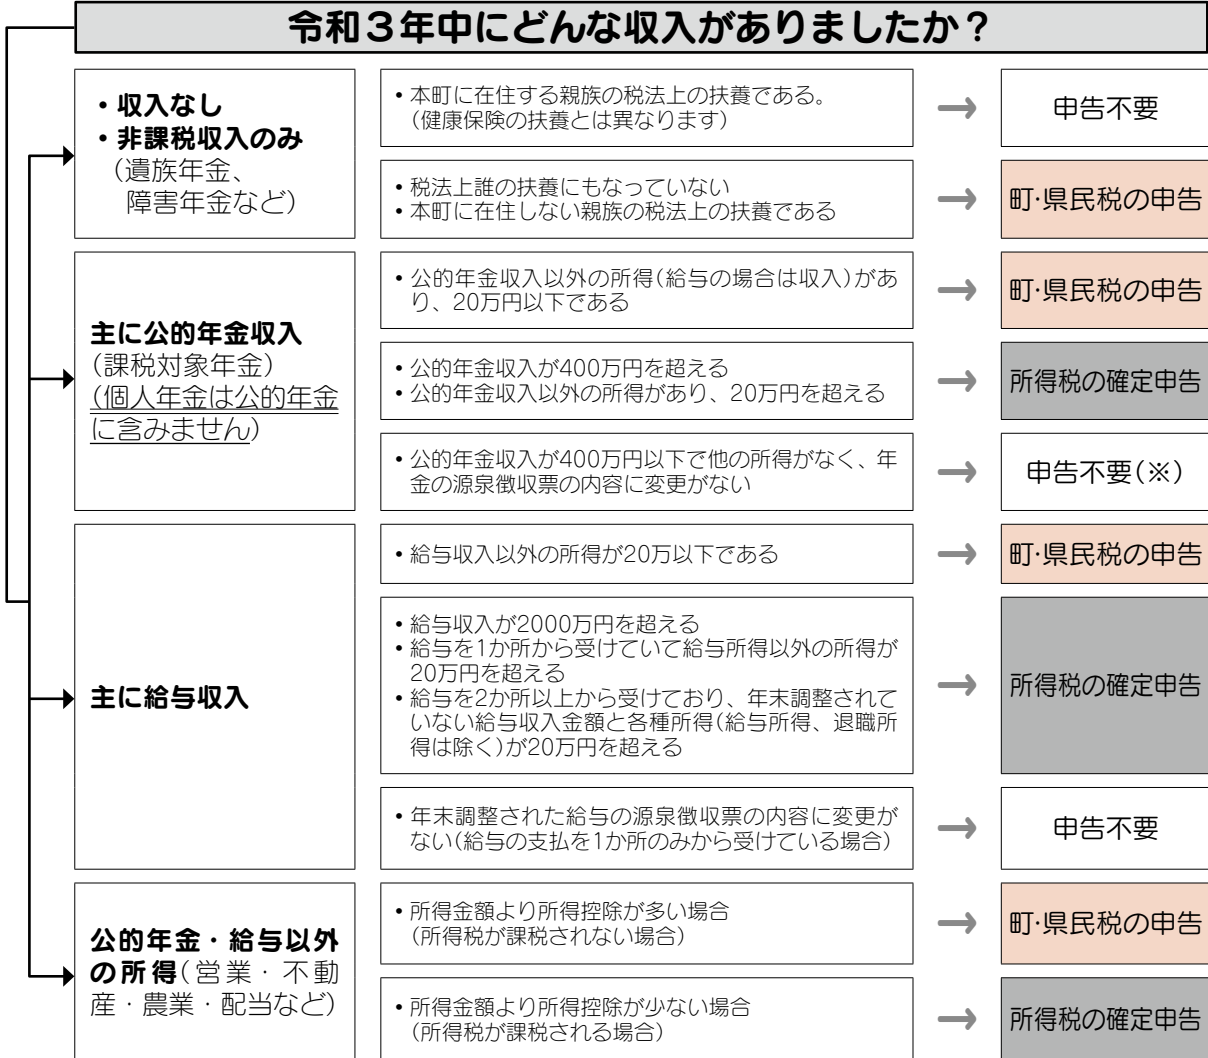 令和３年中にどんな収入がありましたか？
・収入なし
・非課税収入のみ
（遺族年金、
障害年金など）
・本町に在住する親族の税法上の扶養である。
（健康保険の扶養とは異なります）
→
申告不要
・税法上誰の扶養にもなっていない
・本町に在住しない親族の税法上の扶養である
→
町・県民税の申告
主に公的年金収入
（課税対象年金）
（個人年金は公的年金
に含みません）
・公的年金収入以外の所得（給与の場合は収入）があ
り、20万円以下である
→
町・県民税の申告
・公的年金収入が400万円を超える
・公的年金収入以外の所得があり、20万円を超える
→
所得税の確定申告
・公的年金収入が400万円以下で他の所得がなく、年
金の源泉徴収票の内容に変更がない
→
申告不要（※）
主に給与収入
・給与収入以外の所得が20万以下である
→
町・県民税の申告
・給与収入が2000万円を超える
・給与を1か所から受けていて給与所得以外の所得が
20万円を超える
・給与を2か所以上から受けており、年末調整されて
いない給与収入金額と各種所得（給与所得、退職所
得は除く）が20万円を超える
→
所得税の確定申告
・年末調整された給与の源泉徴収票の内容に変更が
ない（給与の支払を1か所のみから受けている場合）
→
申告不要
公的年金・給与以外
の所得（営業・不動
産・農業・配当など）
・所得金額より所得控除が多い場合
（所得税が課税されない場合）
→
町・県民税の申告
・所得金額より所得控除が少ない場合
（所得税が課税される場合）
→
所得税の確定申告